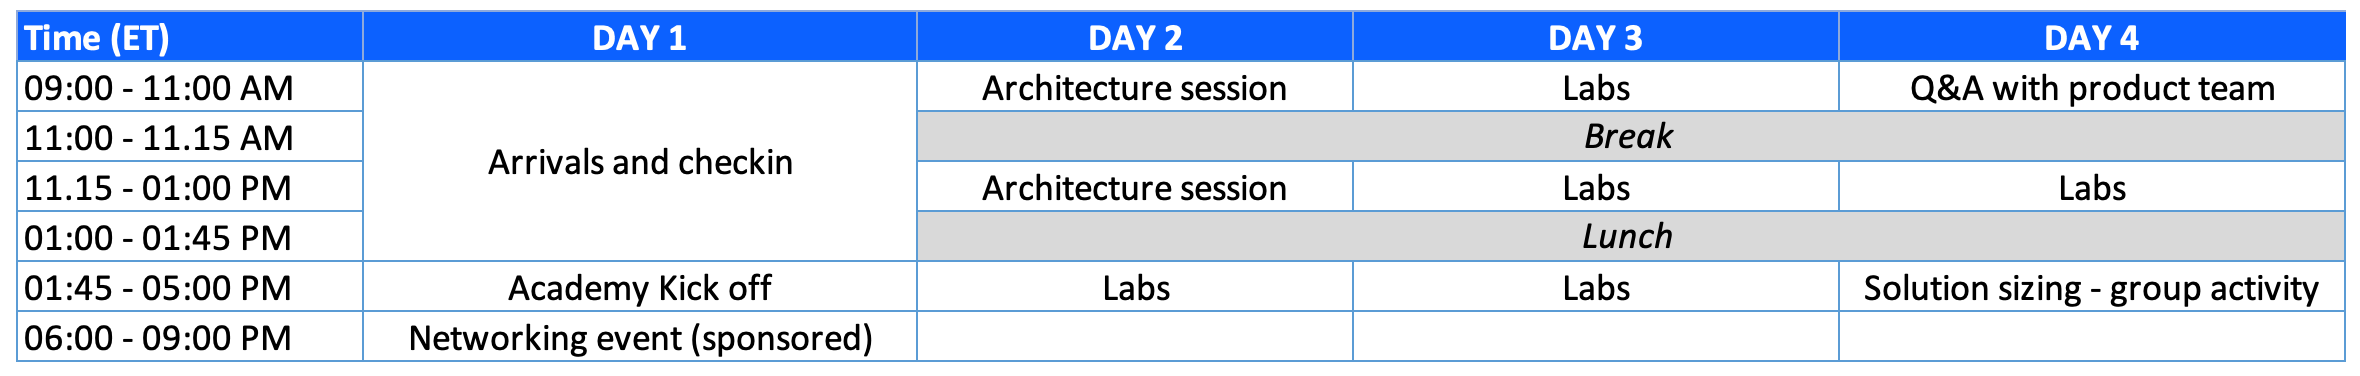 Time (ET) DAY 1 DAY 2 DAY 3 DAY 4
09:00 - 11:00 AM Architecture session Labs Q&A with product team
11:00 - 11.15 AM Break
Arrivals and checkin
11.15 - 01:00 PM Architecture session Labs Labs
01:00 - 01:45 PM Lunch
01:45 - 05:00 PM Academy Kick off Labs Labs Solution sizing - group activity
06:00 - 09:00 PM Networking event (sponsored)